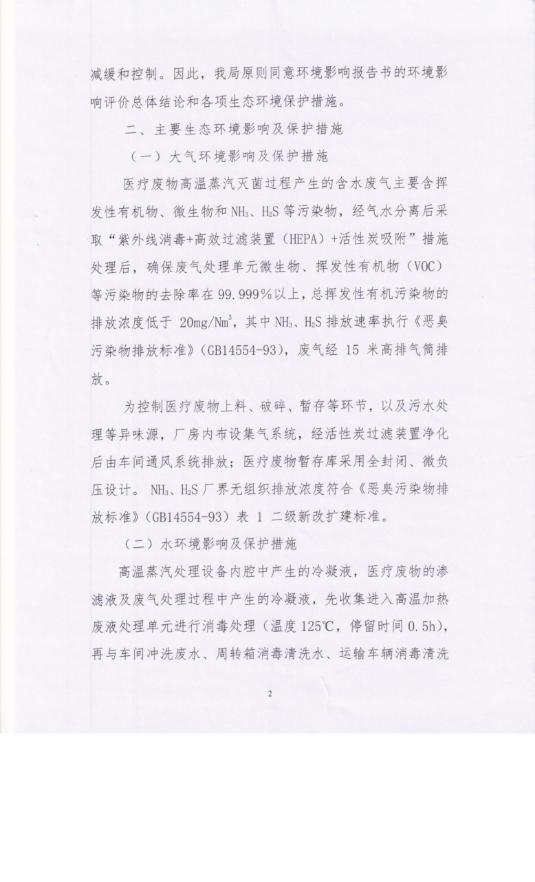 减缓和控制。因此，我局原则同意环境影响报告书的环境影
响评价总体结论和各项生态环境保护措施。
二、主要生态环境影响及保护措施
（一）大气环境影响及保护措施
医疗废物高温蒸汽灭菌过程产生的含水废气主要含挥
发性有机物、微生物和NH₃、H₂S等污染物，经气水分离后采
取“紫外线消毒+高效过滤装置（HEPA）+活性炭吸附”措施
处理后，确保废气处理单元微生物、挥发性有机物（VOC）
等污染物的去除率在99.999%以上，总挥发性有机污染物的
排放浓度低于 20mg/Nm³，其中NH₃、H₂S排放速率执行《恶臭
污染物排放标准》（GB14554-93），废气经 15 米高排气筒排
放。
为控制医疗废物上料、破碎、暂存等环节，以及污水处
理等异味源，厂房内布设集气系统，经活性炭过滤装置净化
后由车间通风系统排放；医疗废物暂存库采用全封闭、微负
压设计。 NH₃、H₂S厂界无组织排放浓度符合《恶臭污染物排
放标准》（GB14554-93）表 1 二级新改扩建标准。
（二）水环境影响及保护措施
高温蒸汽处理设备内腔中产生的冷凝液，医疗废物的渗
滤液及废气处理过程中产生的冷凝液，先收集进入高温加热
废液处理单元进行消毒处理（温度125℃，停留时间0.5h），
再与车间冲洗废水、周转箱消毒清洗水、运输车辆消毒清洗
2